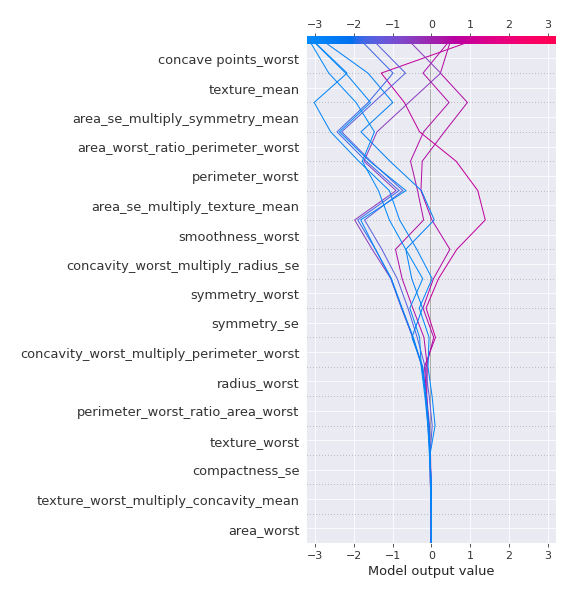 −3 −2 −1 0 1 2 3
concave points_worst
texture_mean
area_se_multiply_symmetry_mean
area_worst_ratio_perimeter_worst
perimeter_worst
area_se_multiply_texture_mean
smoothness_worst
concavity_worst_multiply_radius_se
symmetry_worst
symmetry_se
concavity_worst_multiply_perimeter_worst
radius_worst
perimeter_worst_ratio_area_worst
texture_worst
compactness_se
texture_worst_multiply_concavity_mean
area_worst
−3 −2 −1 0 1 2 3
Model output value